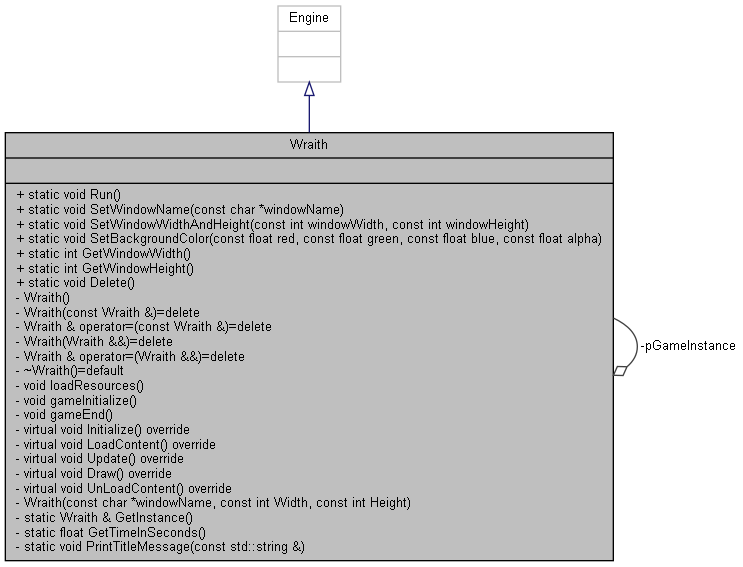 Engine
Wraith
+ static void Run()
+ static void SetWindowName(const char *windowName)
+ static void SetWindowWidthAndHeight(const int windowWidth, const int windowHeight)
+ static void SetBackgroundColor(const float red, const float green, const float blue, const float alpha)
+ static int GetWindowWidth()
+ static int GetWindowHeight()
+ static void Delete()
- Wraith()
- Wraith(const Wraith &)=delete
- Wraith & operator=(const Wraith &)=delete
- Wraith(Wraith &&)=delete
- Wraith & operator=(Wraith &&)=delete
- ~Wraith()=default
- void loadResources()
- void gameInitialize()
- void gameEnd()
- virtual void Initialize() override
- virtual void LoadContent() override
- virtual void Update() override
- virtual void Draw() override
- virtual void UnLoadContent() override
- Wraith(const char *windowName, const int Width, const int Height)
- static Wraith & GetInstance()
- static float GetTimeInSeconds()
- static void PrintTitleMessage(const std::string &)
-pGameInstance